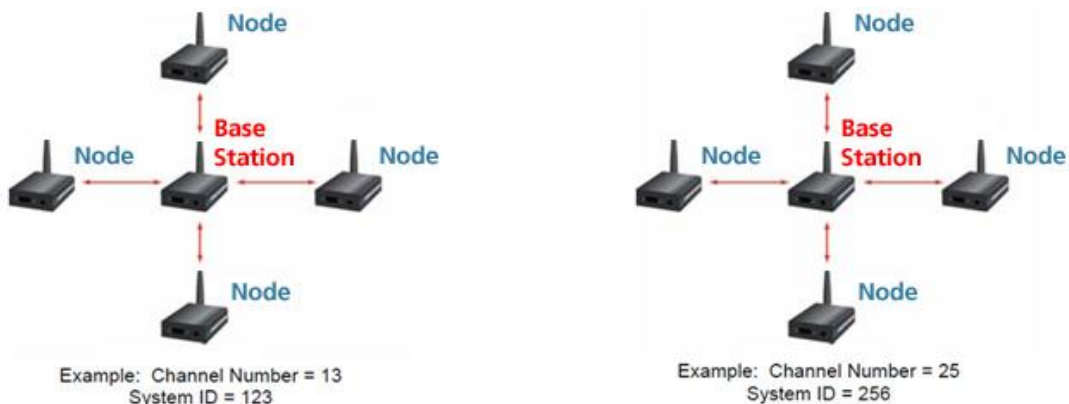 Node
Base
Station
Node
Node
Node
Example: Channel Number = 13
System ID = 123
Node
Base
Station
Node
Node
Node
Example: Channel Number = 25
System ID = 256